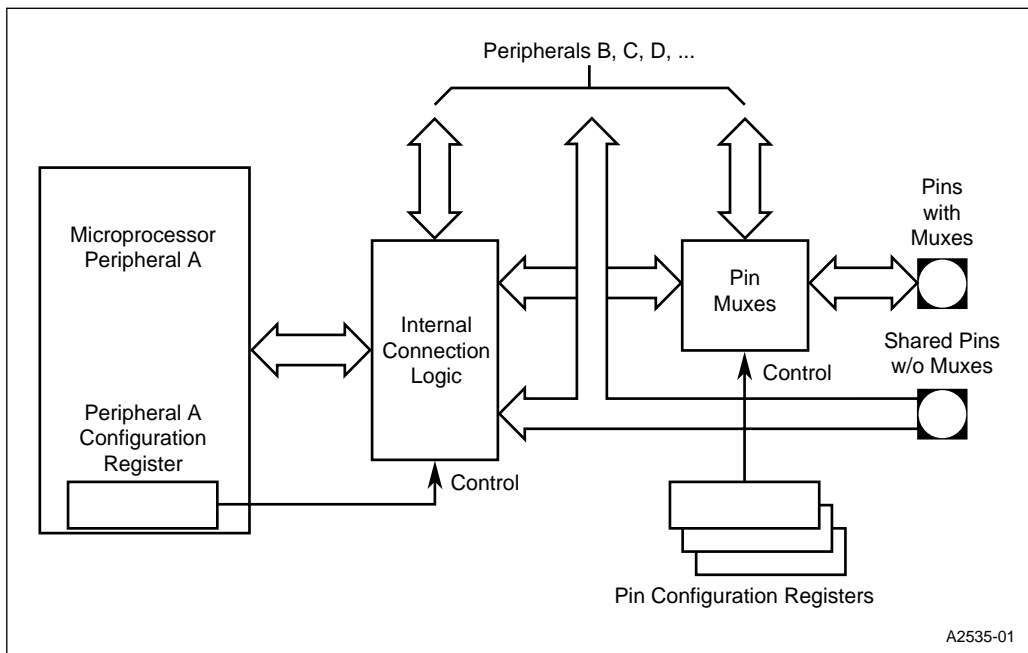 Peripherals B, C, D, ...
Microprocessor
Peripheral A
Peripheral A
Configuration
Register
Internal
Connection
Logic
Control
Pin
Muxes
Control
Pin Configuration Registers
Pins
with
Muxes
Shared Pins
w/o Muxes
A2535-01